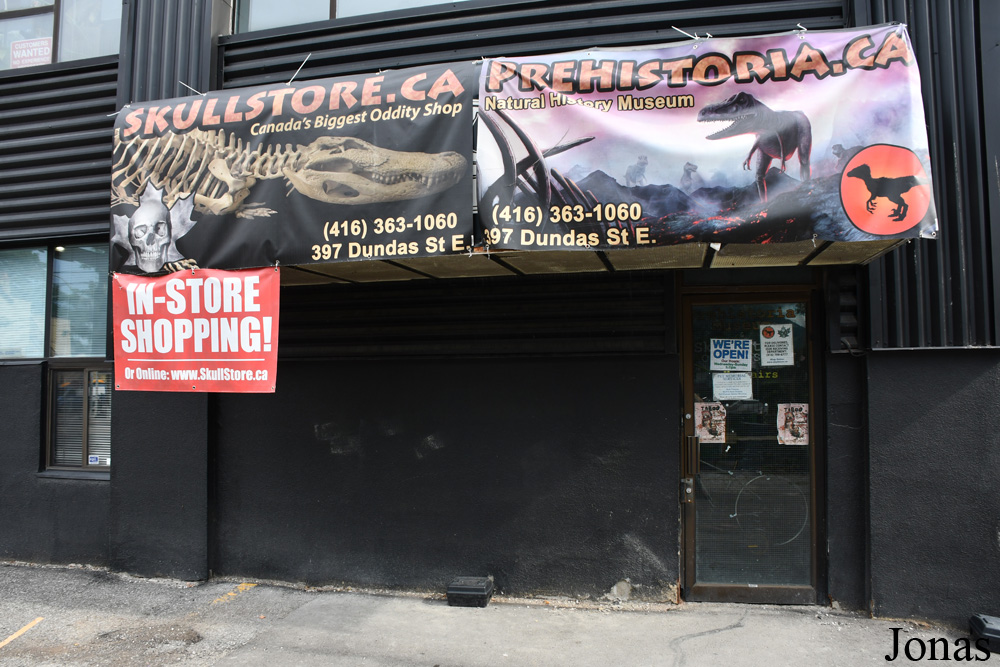 CUSTOMERS
WANTED
SKULLSTORE.CA
Canada's Biggest Oddity Shop
(416) 363-1060
397 Dundas St E.
PREHISTORIA.CA
Natural History Museum
(416) 363-1060
397 Dundas St E.
IN-STORE
SHOPPING!
Or Online: www.SkullStore.ca
WE'RE
OPEN!
Jonas